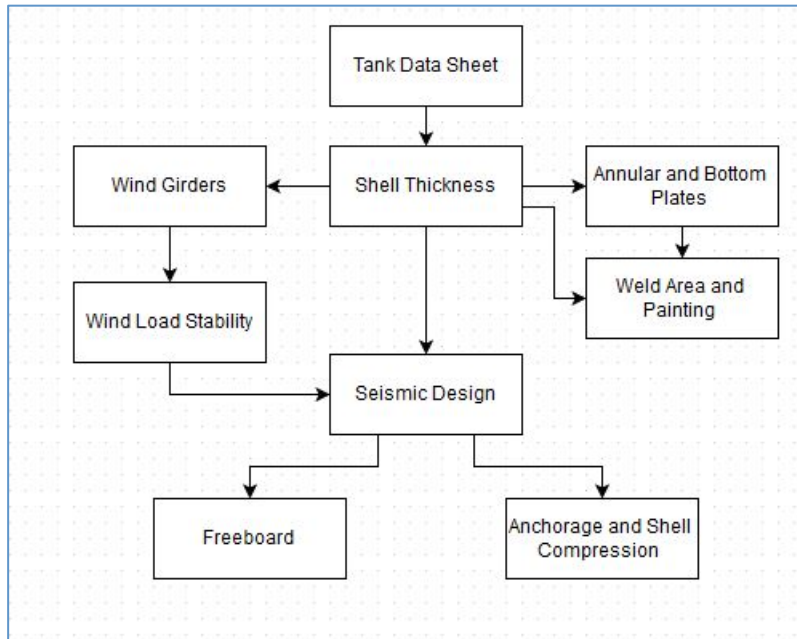 Tank Data Sheet
Wind Girders
Shell Thickness
Annular and Bottom
Plates
Wind Load Stability
Weld Area and
Painting
Seismic Design
Freeboard
Anchorage and Shell
Compression